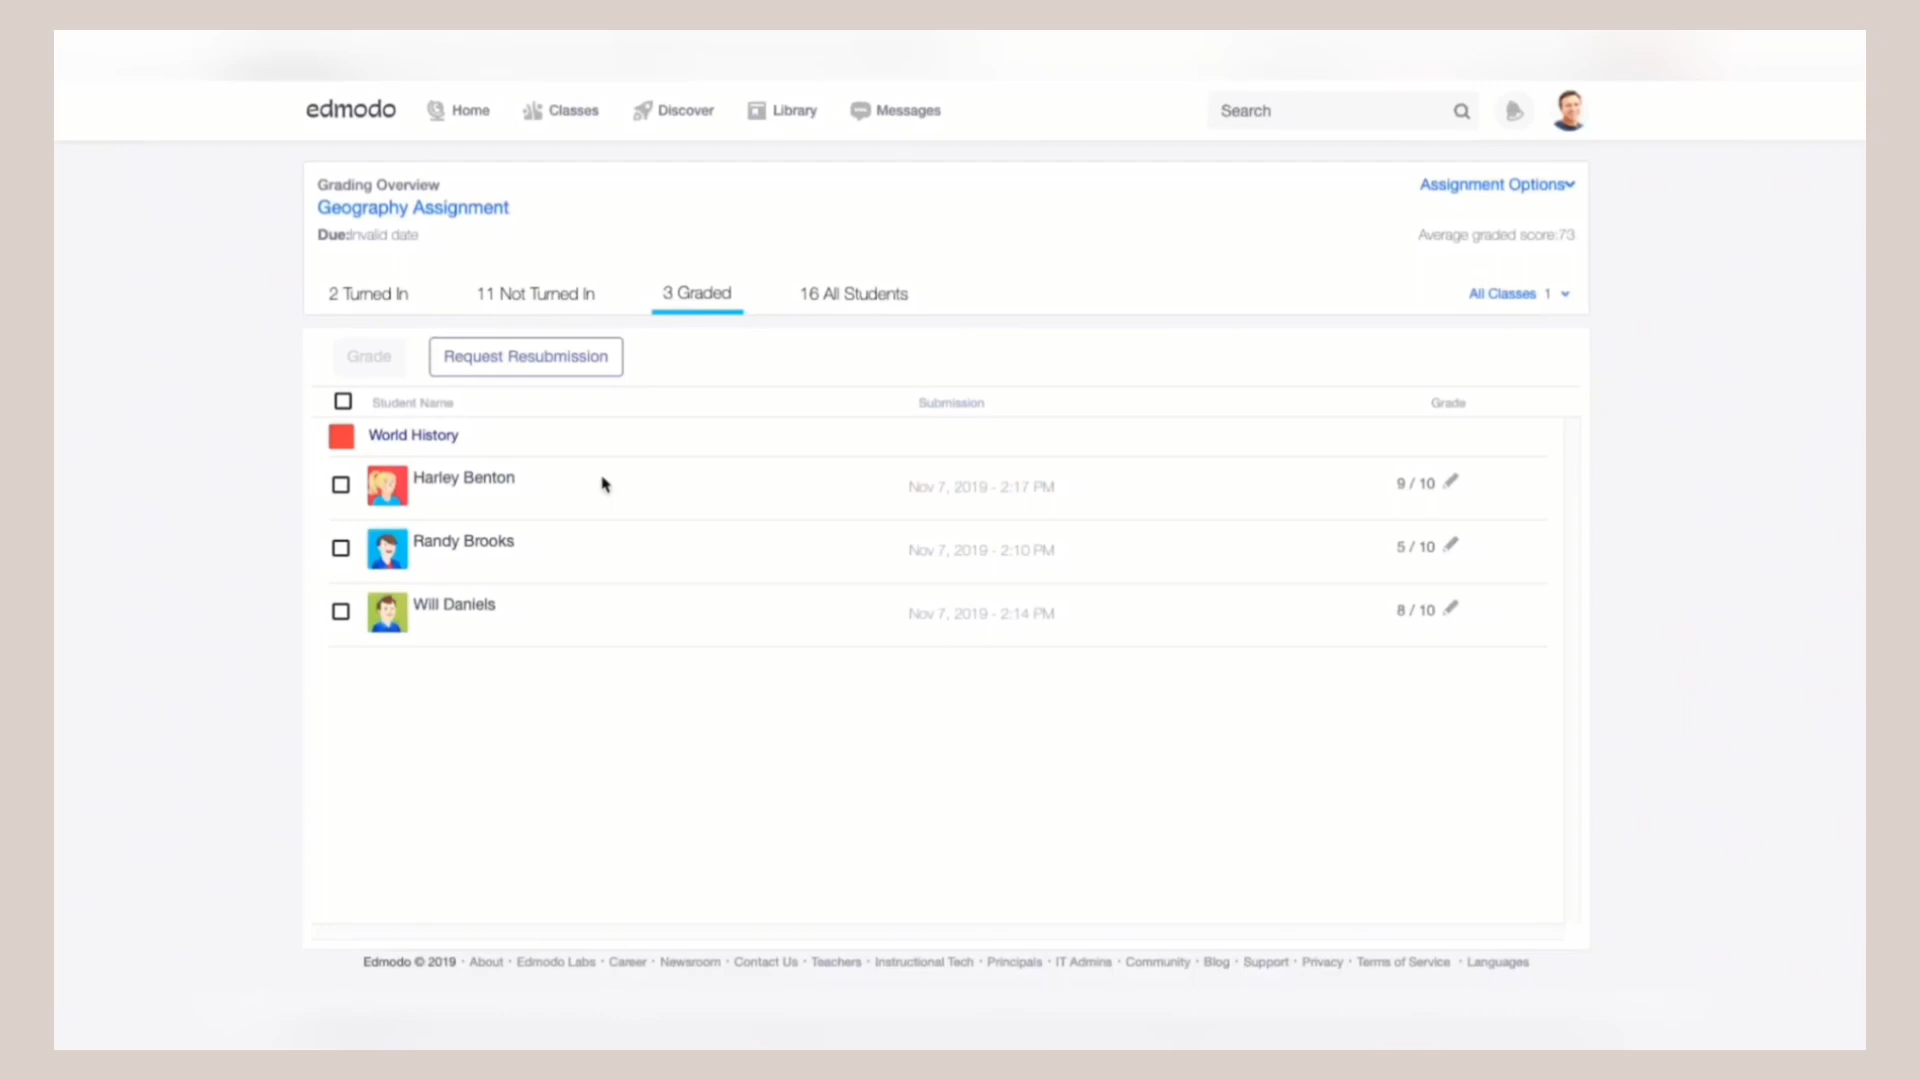 edmodo Home Classes Discover Library Messages Search
Grading Overview
Assignment Options
Geography Assignment
Due:Invalid date
Average graded score:73
2 Turned In 11 Not Turned In 3 Graded 16 All Students All Classes 1
Grade Request Resubmission
Student Name Submission Grade
World History
Harley Benton Nov 7, 2019 - 2:17 PM 9 / 10
Randy Brooks Nov 7, 2019 - 2:10 PM 5 / 10
Will Daniels Nov 7, 2019 - 2:14 PM 8 / 10
Edmodo © 2019 · About · Edmodo Labs · Career · Newsroom · Contact Us · Teachers · Instructional Tech · Principals · IT Admins · Community · Blog · Support · Privacy · Terms of Service · Languages